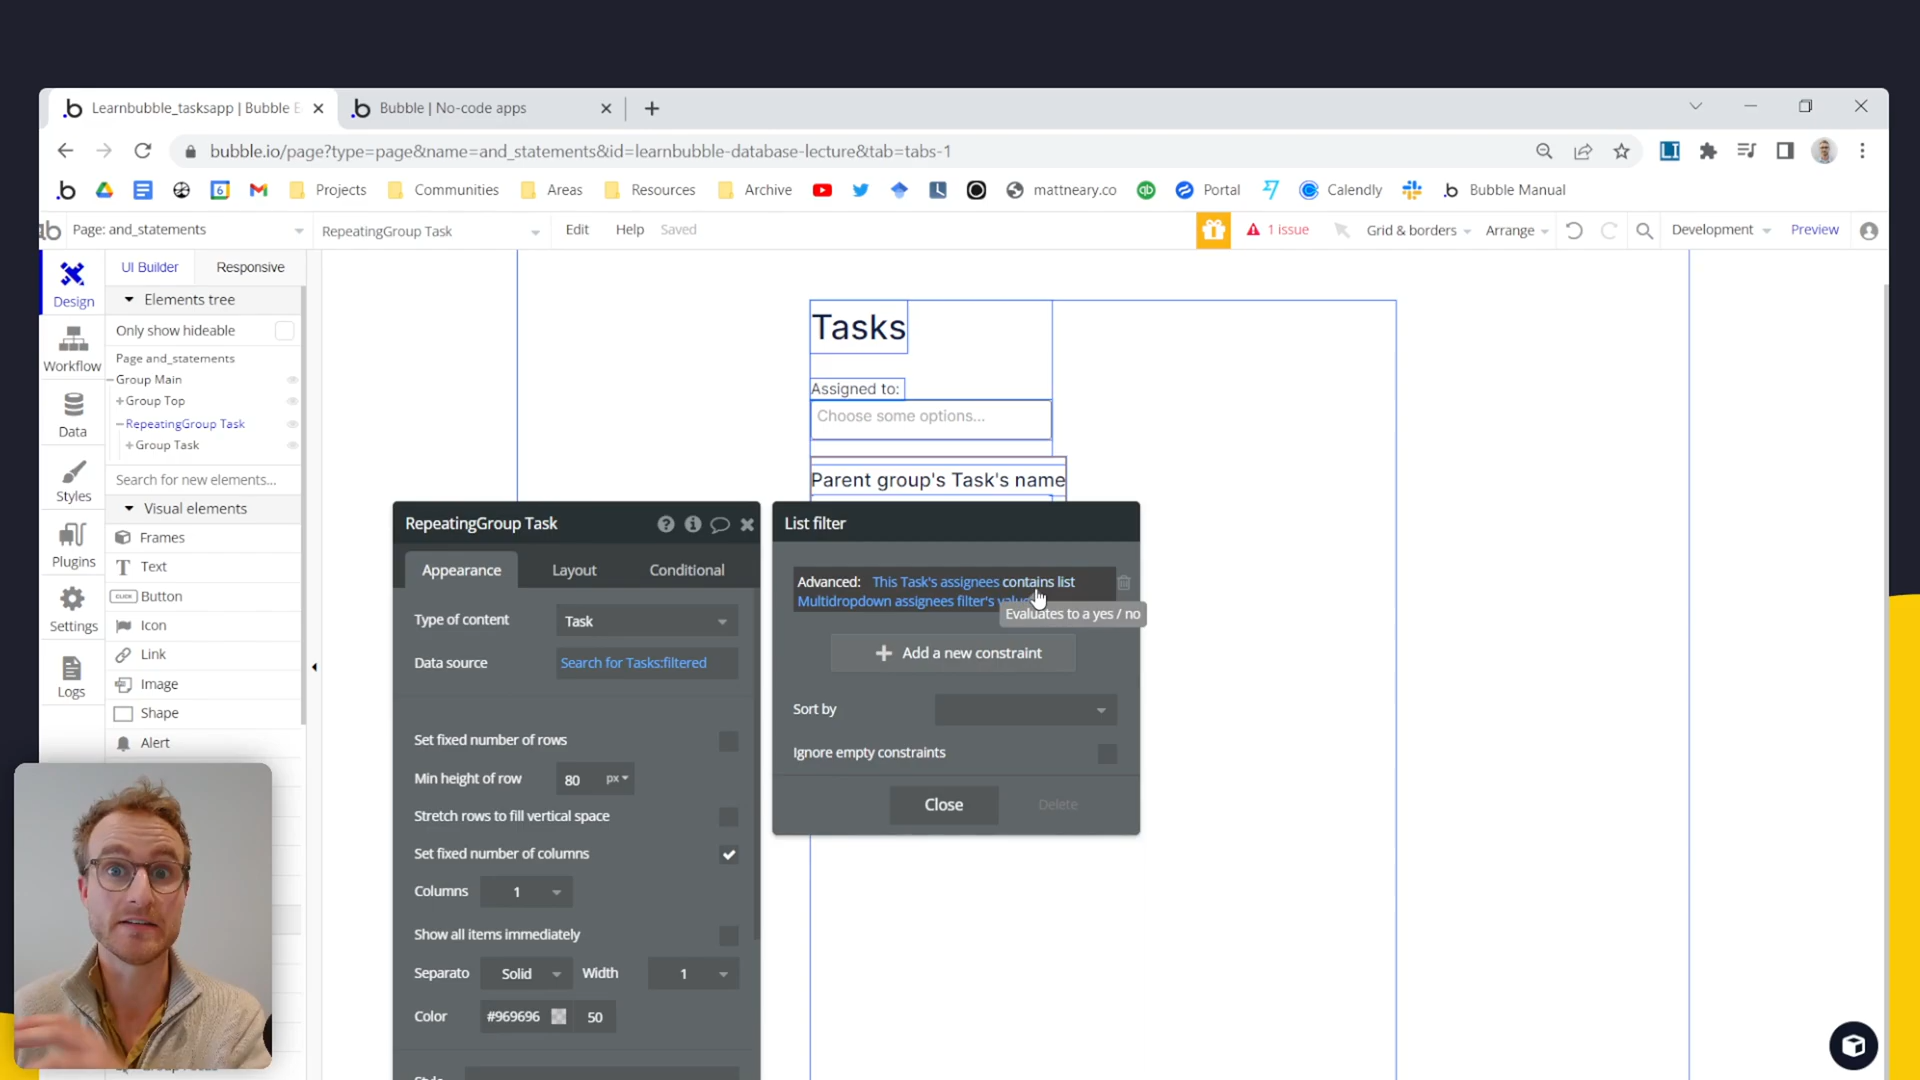 Learnbubble_tasksapp | Bubble E
Bubble | No-code apps
bubble.io/page?type=page&name=and_statements&id=learnbubble-database-lecture&tab=tabs-1
Projects
Communities
Areas
Resources
Archive
mattneary.co
Portal
Calendly
Bubble Manual
Page: and_statements
RepeatingGroup Task
Edit
Help
Saved
1 issue
Grid & borders
Arrange
Development
Preview
Design
Workflow
Data
Styles
Plugins
Settings
Logs
UI Builder
Responsive
Elements tree
Only show hideable
Page and_statements
Group Main
Group Top
RepeatingGroup Task
Group Task
Search for new elements...
Visual elements
Frames
Text
CLICK Button
Icon
Link
Image
Shape
Alert
Tasks
Assigned to:
Choose some options...
Parent group's Task's name
RepeatingGroup Task
Appearance
Layout
Conditional
Type of content
Task
Data source
Search for Tasks:filtered
Set fixed number of rows
Min height of row
80
px
Stretch rows to fill vertical space
Set fixed number of columns
Columns
1
Show all items immediately
Separato
Solid
Width
1
Color
#969696
50
List filter
Advanced: This Task's assignees contains list
Multidropdown assignees filter's value
Evaluates to a yes / no
Add a new constraint
Sort by
Ignore empty constraints
Close
Delete